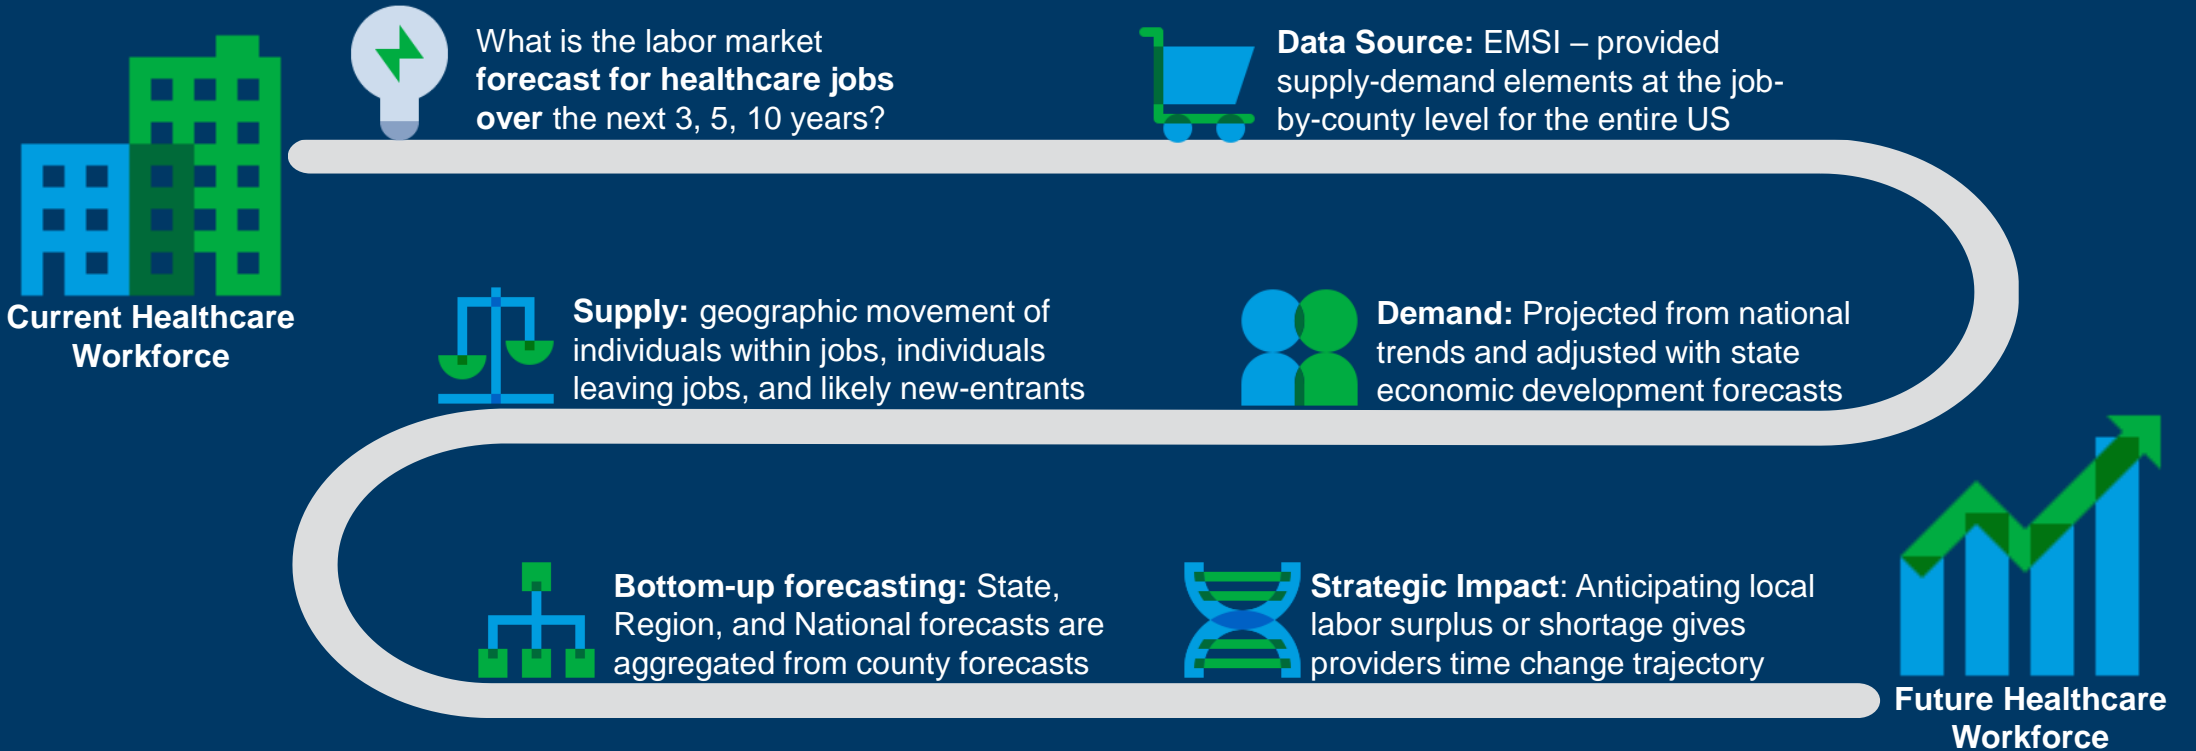 What is the labor market
forecast for healthcare jobs
over the next 3, 5, 10 years?
Data Source: EMSI – provided
supply-demand elements at the job-
by-county level for the entire US
Current Healthcare
Workforce
Supply: geographic movement of
individuals within jobs, individuals
leaving jobs, and likely new-entrants
Demand: Projected from national
trends and adjusted with state
economic development forecasts
Bottom-up forecasting: State,
Region, and National forecasts are
aggregated from county forecasts
Strategic Impact: Anticipating local
labor surplus or shortage gives
providers time change trajectory
Future Healthcare
Workforce